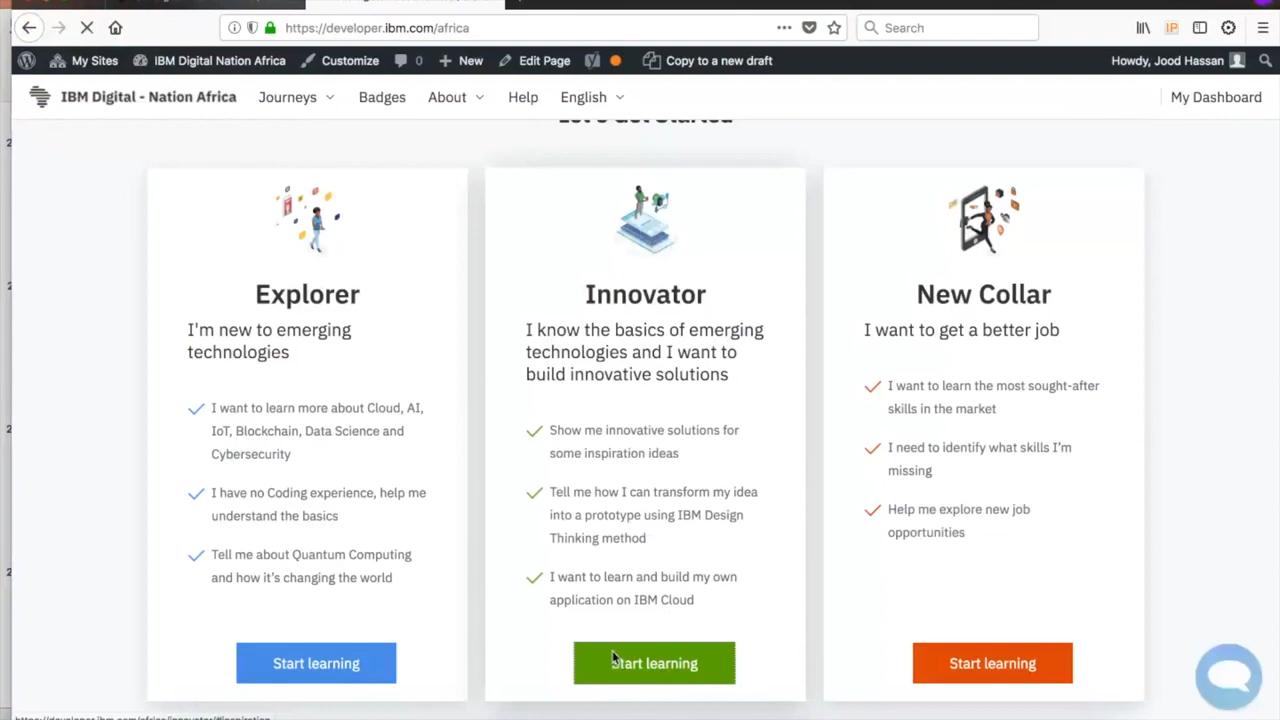 https://developer.ibm.com/africa
Search
My Sites
IBM Digital Nation Africa
Customize
0
New
Edit Page
Copy to a new draft
Howdy, Jood Hassan
IBM Digital - Nation Africa
Journeys
Badges
About
Help
English
My Dashboard
Let's Get Started
Explorer
I'm new to emerging
technologies
I want to learn more about Cloud, AI,
IoT, Blockchain, Data Science and
Cybersecurity
I have no Coding experience, help me
understand the basics
Tell me about Quantum Computing
and how it's changing the world
Start learning
Innovator
I know the basics of emerging
technologies and I want to
build innovative solutions
Show me innovative solutions for
some inspiration ideas
Tell me how I can transform my idea
into a prototype using IBM Design
Thinking method
I want to learn and build my own
application on IBM Cloud
Start learning
New Collar
I want to get a better job
I want to learn the most sought-after
skills in the market
I need to identify what skills I'm
missing
Help me explore new job
opportunities
Start learning